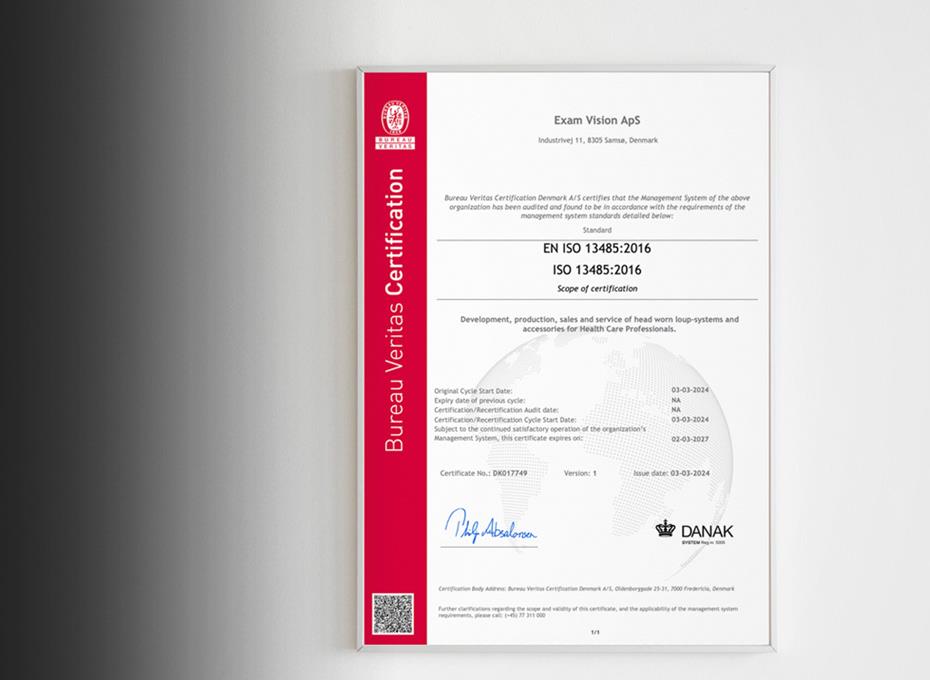 BUREAU VERITAS
1828
BUREAU
VERITAS
Bureau Veritas Certification
Exam Vision ApS
Industrivej 11, 8305 Samsø, Denmark
Bureau Veritas Certification Denmark A/S certifies that the Management System of the above
organization has been audited and found to be in accordance with the requirements of the
management system standards detailed below:
Standard
EN ISO 13485:2016
ISO 13485:2016
Scope of certification
Development, production, sales and service of head worn loup-systems and
accessories for Health Care Professionals.
Original Cycle Start Date: 03-03-2024
Expiry date of previous cycle: NA
Certification/Recertification Audit date: NA
Certification/Recertification Cycle Start Date: 03-03-2024
Subject to the continued satisfactory operation of the organization's
Management System, this certificate expires on: 02-03-2027
Certificate No.: DK017749 Version: 1 Issue date: 03-03-2024
Philip Absalonsen
DANAK
SYSTEM Reg.nr. 5005
Certification Body Address: Bureau Veritas Certification Denmark A/S, Oldenborggade 25-31, 7000 Fredericia, Denmark
Further clarifications regarding the scope and validity of this certificate, and the applicability of the management system
requirements, please call: (+45) 77 311 000
1/1